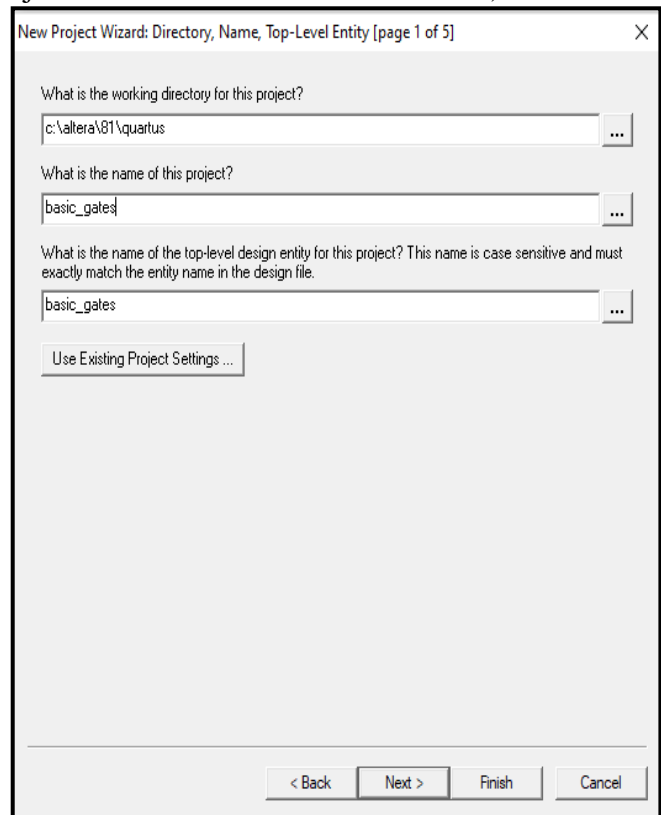 New Project Wizard: Directory, Name, Top-Level Entity [page 1 of 5]
What is the working directory for this project?
c:\altera\81\quartus
...
What is the name of this project?
basic_gates
...
What is the name of the top-level design entity for this project? This name is case sensitive and must
exactly match the entity name in the design file.
basic_gates
...
Use Existing Project Settings ...
< Back
Next >
Finish
Cancel